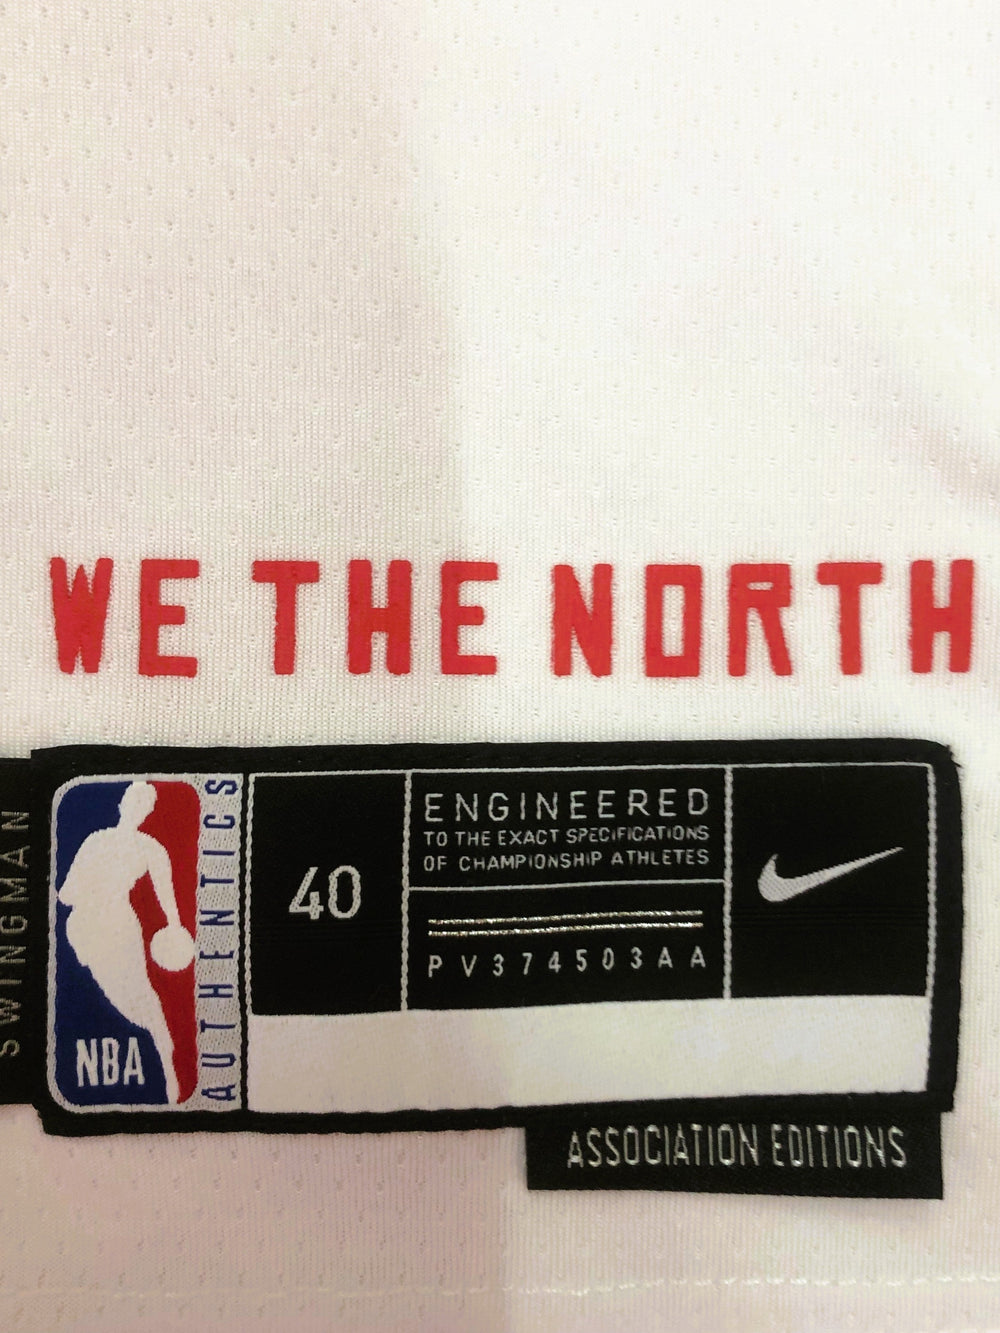 WE THE NORTH
SWINGMAN
NBA
AUTHENTICS
40
ENGINEERED
TO THE EXACT SPECIFICATIONS
OF CHAMPIONSHIP ATHLETES
PV374503AA
ASSOCIATION EDITIONS